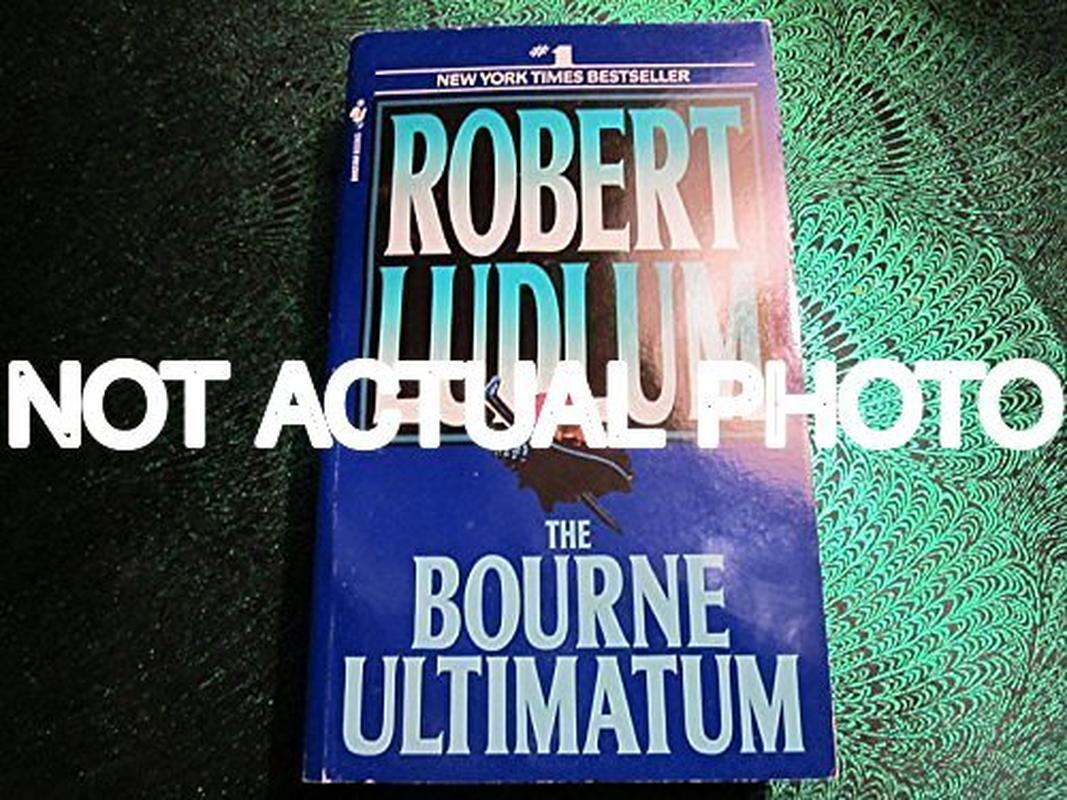 #1
NEW YORK TIMES BESTSELLER
ROBERT
LUDLUM
NOT ACTUAL PHOTO
THE
BOURNE
ULTIMATUM